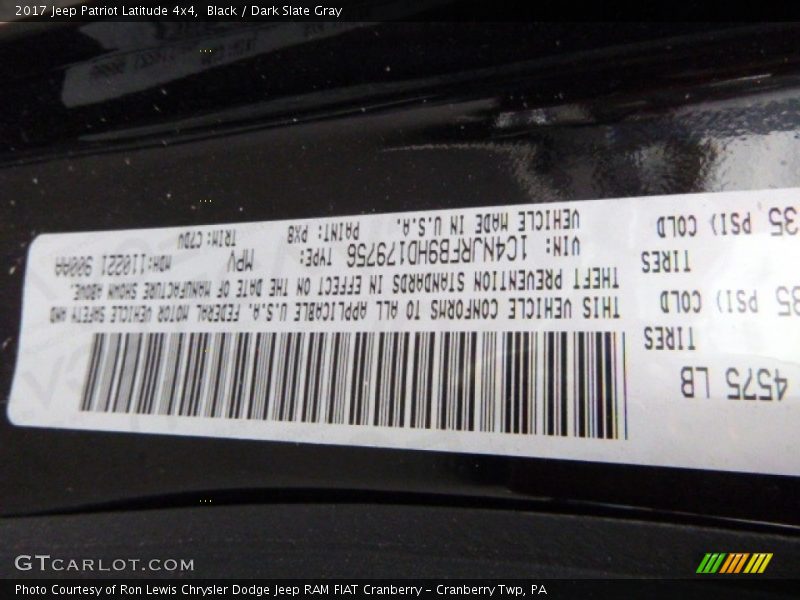 2017 Jeep Patriot Latitude 4x4, Black / Dark Slate Gray
4575 LB
TIRES
35 PSI) COLD
TIRES
35 PSI) COLD
THIS VEHICLE CONFORMS TO ALL APPLICABLE U.S.A. FEDERAL MOTOR VEHICLE SAFETY AND
THEFT PREVENTION STANDARDS IN EFFECT ON THE DATE OF MANUFACTURE SHOWN ABOVE.
VIN: 1C4NJRFB9HD179756 TYPE: MPV MDH: 110221 900AA
VEHICLE MADE IN U.S.A. PAINT: PX8 TRIM: C7DV
GTCARLOT.COM
Photo Courtesy of Ron Lewis Chrysler Dodge Jeep RAM FIAT Cranberry - Cranberry Twp, PA